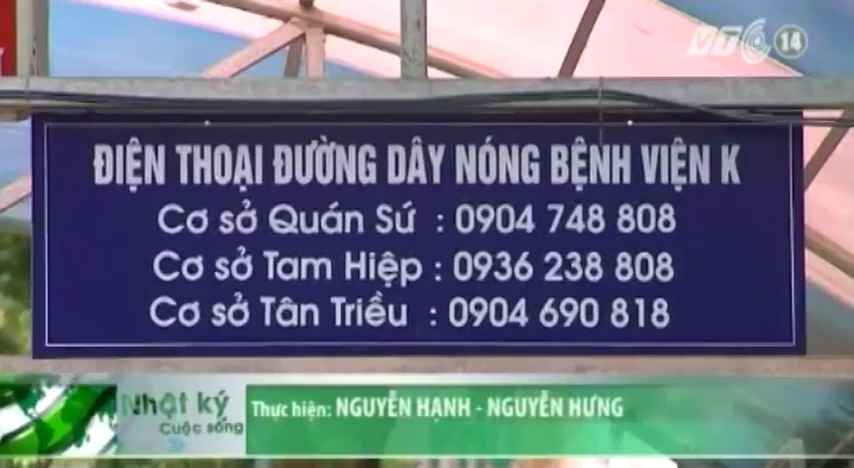 VTC 14
ĐIỆN THOẠI ĐƯỜNG DÂY NÓNG BỆNH VIỆN K
Cơ sở Quán Sứ : 0904 748 808
Cơ sở Tam Hiệp : 0936 238 808
Cơ sở Tân Triều : 0904 690 818
Nhật ký
Cuộc sống
Thực hiện: NGUYỄN HẠNH - NGUYỄN HƯNG